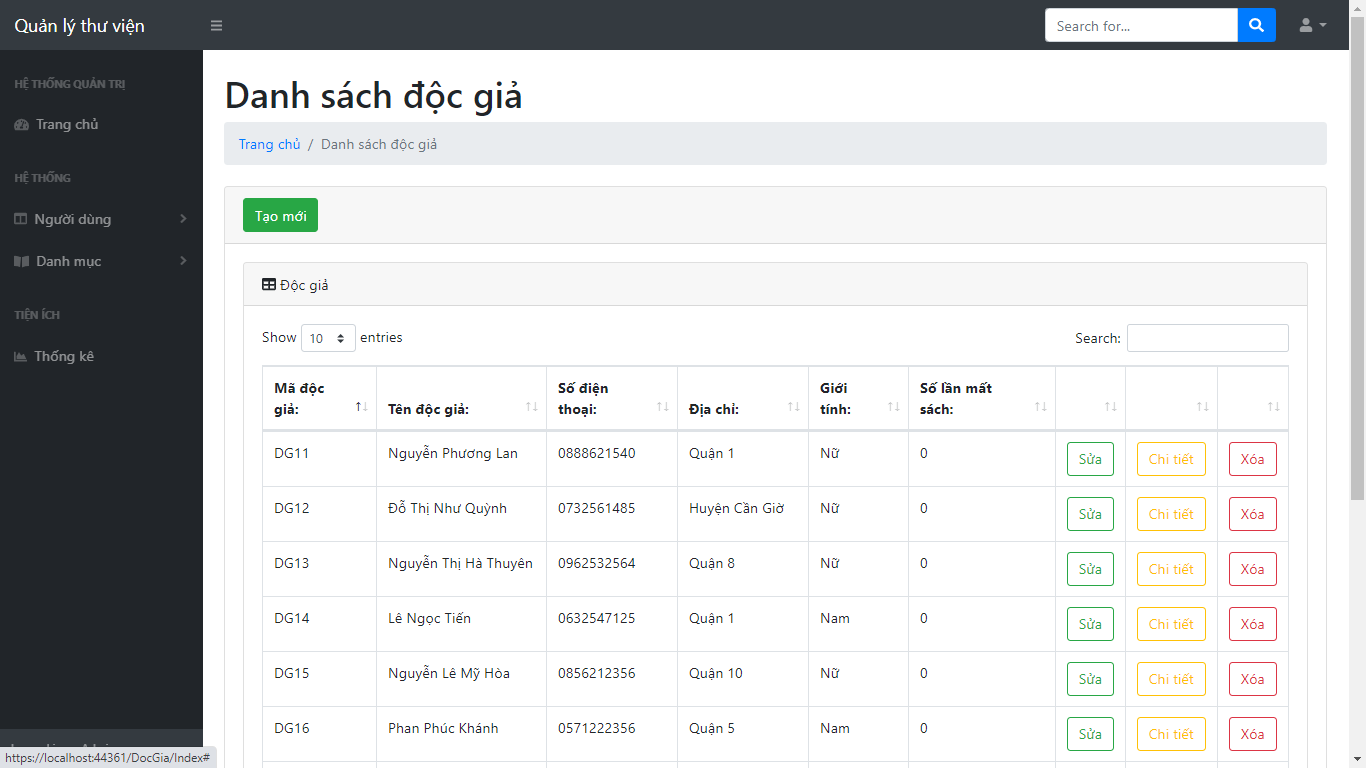 Quản lý thư viện
Search for...
HỆ THỐNG QUẢN TRỊ
Trang chủ
HỆ THỐNG
Người dùng
Danh mục
TIỆN ÍCH
Thống kê
Danh sách độc giả
Trang chủ / Danh sách độc giả
Tạo mới
Độc giả
Show 10 entries
Search:
Mã độc giả: Tên độc giả: Số điện thoại: Địa chỉ: Giới tính: Số lần mất sách:
DG11 Nguyễn Phương Lan 0888621540 Quận 1 Nữ 0 Sửa Chi tiết Xóa
DG12 Đỗ Thị Như Quỳnh 0732561485 Huyện Cần Giờ Nữ 0 Sửa Chi tiết Xóa
DG13 Nguyễn Thị Hà Thuyên 0962532564 Quận 8 Nữ 0 Sửa Chi tiết Xóa
DG14 Lê Ngọc Tiến 0632547125 Quận 1 Nam 0 Sửa Chi tiết Xóa
DG15 Nguyễn Lê Mỹ Hòa 0856212356 Quận 10 Nữ 0 Sửa Chi tiết Xóa
DG16 Phan Phúc Khánh 0571222356 Quận 5 Nam 0 Sửa Chi tiết Xóa
https://localhost:44361/DocGia/Index#